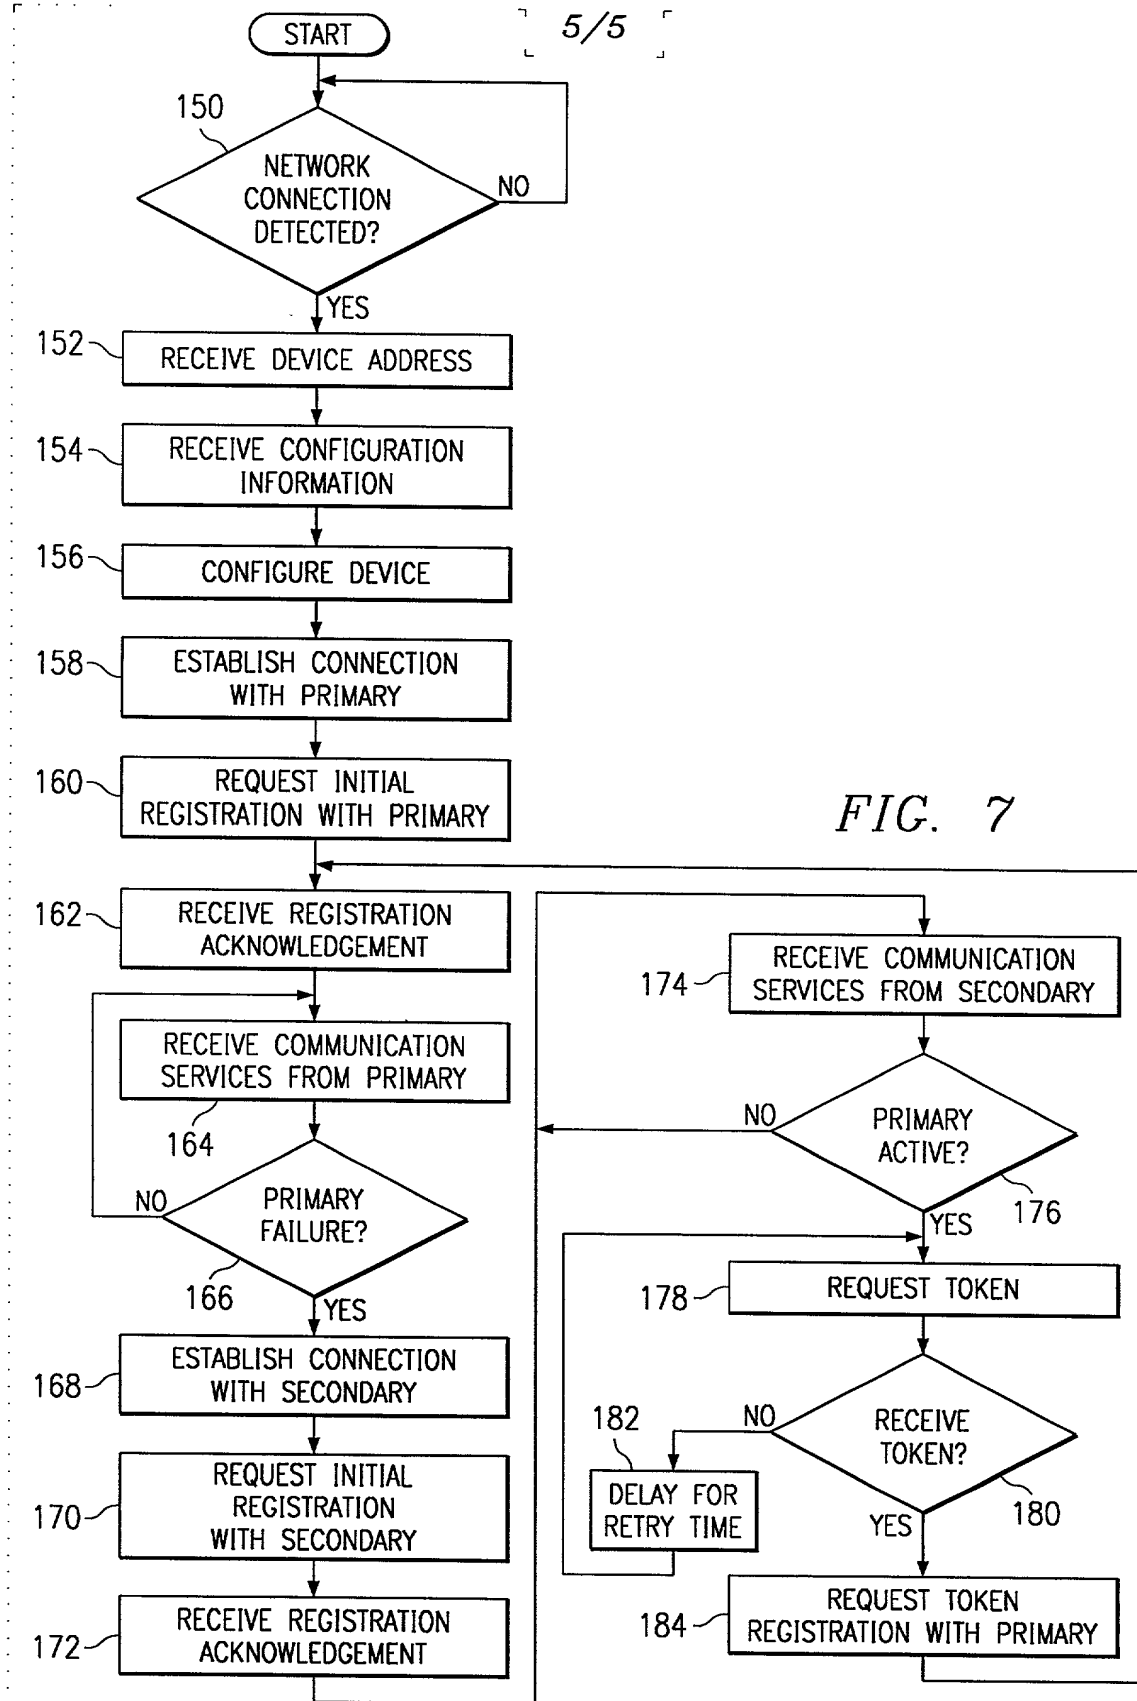 5/5
START
150
NETWORK
CONNECTION
DETECTED?
NO
YES
152
RECEIVE DEVICE ADDRESS
154
RECEIVE CONFIGURATION
INFORMATION
156
CONFIGURE DEVICE
158
ESTABLISH CONNECTION
WITH PRIMARY
160
REQUEST INITIAL
REGISTRATION WITH PRIMARY
162
RECEIVE REGISTRATION
ACKNOWLEDGEMENT
RECEIVE COMMUNICATION
SERVICES FROM PRIMARY
164
PRIMARY
FAILURE?
NO
166
YES
168
ESTABLISH CONNECTION
WITH SECONDARY
170
REQUEST INITIAL
REGISTRATION
WITH SECONDARY
172
RECEIVE REGISTRATION
ACKNOWLEDGEMENT
FIG. 7
174
RECEIVE COMMUNICATION
SERVICES FROM SECONDARY
NO
PRIMARY
ACTIVE?
176
YES
178
REQUEST TOKEN
NO
RECEIVE
TOKEN?
180
182
DELAY FOR
RETRY TIME
YES
184
REQUEST TOKEN
REGISTRATION WITH PRIMARY